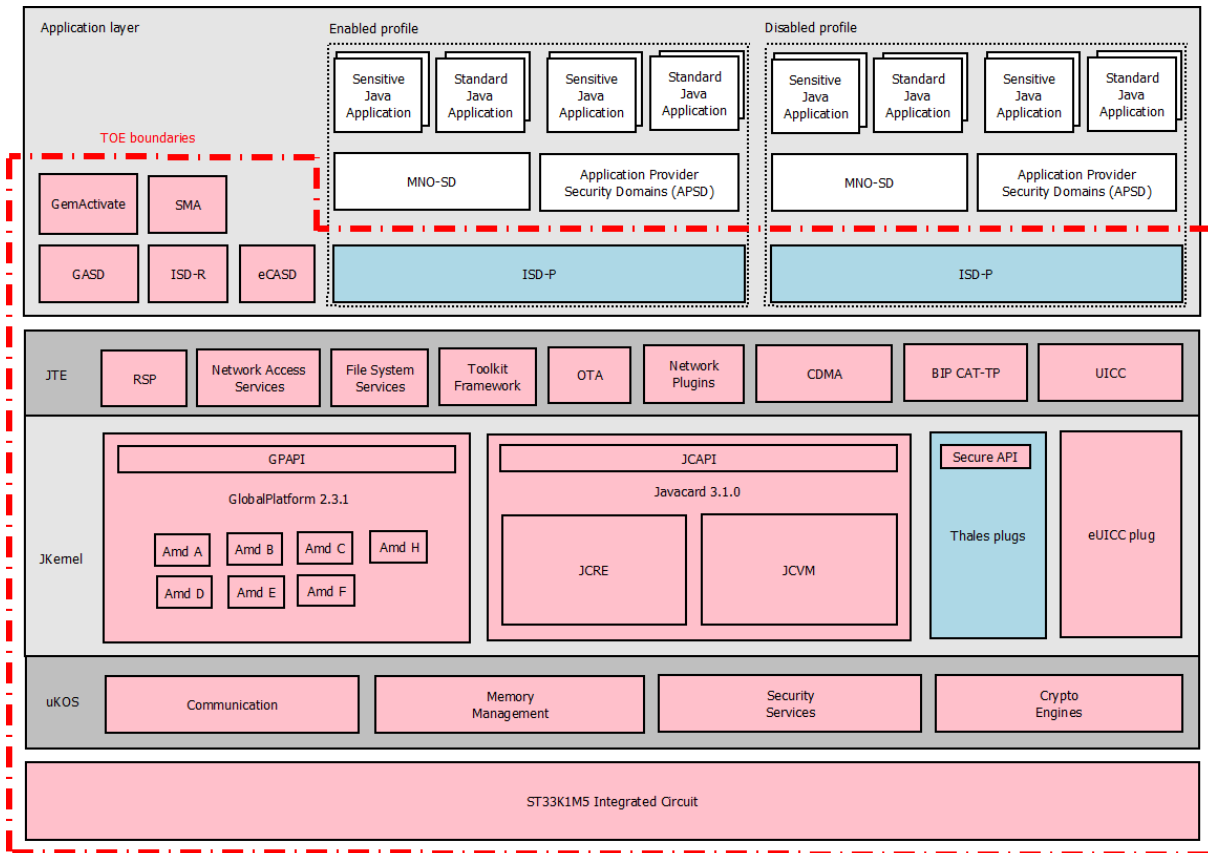 Application layer
Enabled profile
Disabled profile
Sensitive
Java
Application
Standard
Java
Application
Sensitive
Java
Application
Standard
Java
Application
Sensitive
Java
Application
Standard
Java
Application
Sensitive
Java
Application
Standard
Java
Application
TOE boundaries
GemActivate
SMA
MNO-SD
Application Provider
Security Domains (APSD)
MNO-SD
Application Provider
Security Domains (APSD)
GASD
ISD-R
eCASD
ISD-P
ISD-P
JTE
RSP
Network Access
Services
File System
Services
Toolkit
Framework
OTA
Network
Plugins
CDMA
BIP CAT-TP
UICC
JKernel
GPAPI
GlobalPlatform 2.3.1
Amd A
Amd B
Amd C
Amd H
Amd D
Amd E
Amd F
JCAPI
Javacard 3.1.0
JCRE
JCVM
Secure API
Thales plugs
eUICC plug
uKOS
Communication
Memory
Management
Security
Services
Crypto
Engines
ST33K1M5 Integrated Circuit